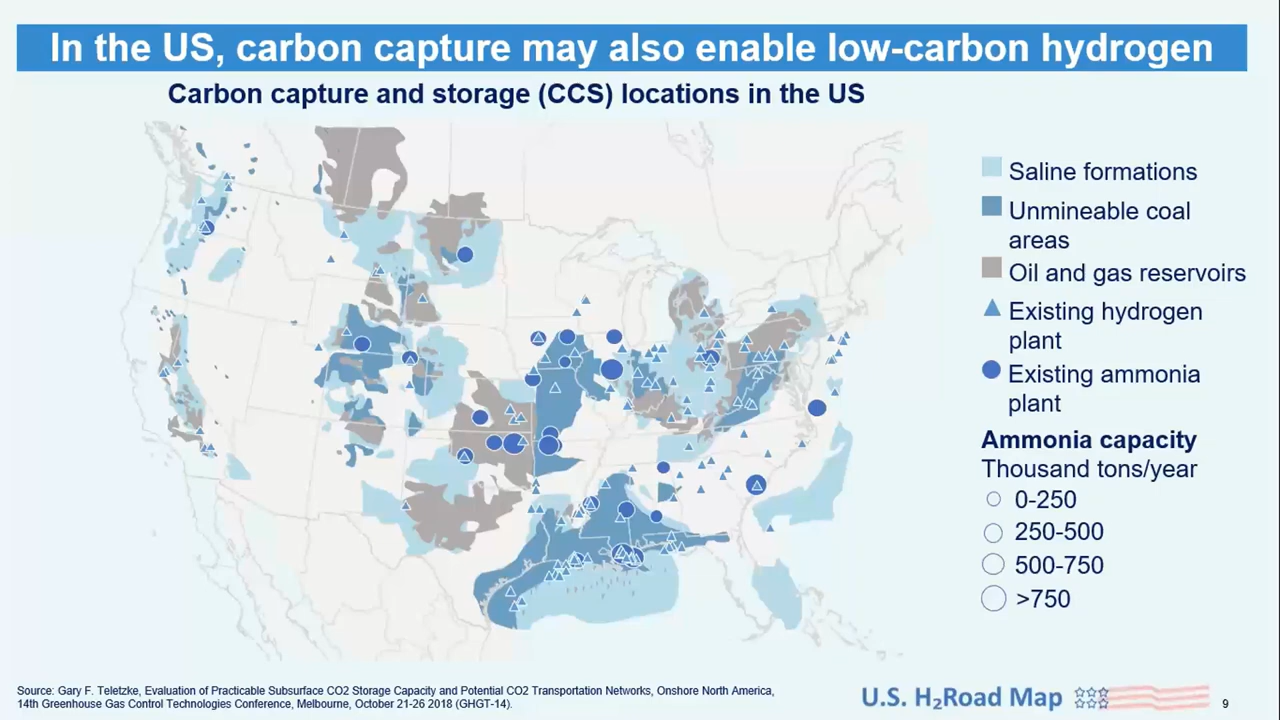 In the US, carbon capture may also enable low-carbon hydrogen
Carbon capture and storage (CCS) locations in the US
Saline formations
Unmineable coal
areas
Oil and gas reservoirs
Existing hydrogen
plant
Existing ammonia
plant
Ammonia capacity
Thousand tons/year
0-250
250-500
500-750
>750
Source: Gary F. Teletzke, Evaluation of Practicable Subsurface CO2 Storage Capacity and Potential CO2 Transportation Networks, Onshore North America,
14th Greenhouse Gas Control Technologies Conference, Melbourne, October 21-26 2018 (GHGT-14).
U.S. H₂Road Map
9